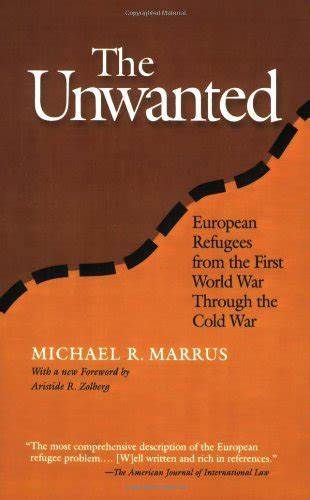 The
Unwanted
European
Refugees
from the First
World War
Through the
Cold War
MICHAEL R. MARRUS
With a new Foreword by
Aristide R. Zolberg
"The most comprehensive description of the European
refugee problem.... [W]ell written and rich in references."
—The American Journal of International Law